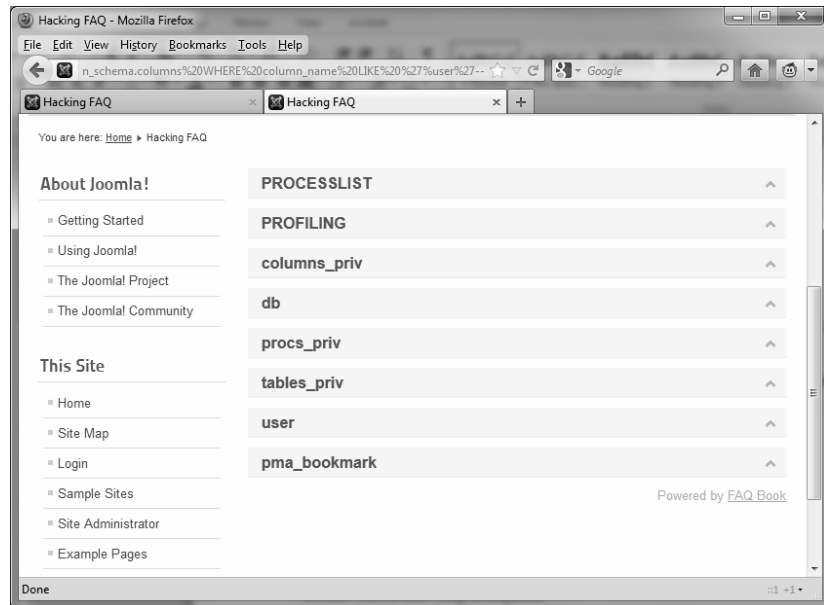 Hacking FAQ - Mozilla Firefox
File Edit View History Bookmarks Tools Help
n_schema.columns%20WHERE%20column_name%20LIKE%20%27%user%27--
Google
Hacking FAQ
Hacking FAQ
You are here: Home Hacking FAQ
About Joomla!
Getting Started
Using Joomla!
The Joomla! Project
The Joomla! Community
This Site
Home
Site Map
Login
Sample Sites
Site Administrator
Example Pages
PROCESSLIST
PROFILING
columns_priv
db
procs_priv
tables_priv
user
pma_bookmark
Powered by FAQ Book
Done
::1 +1